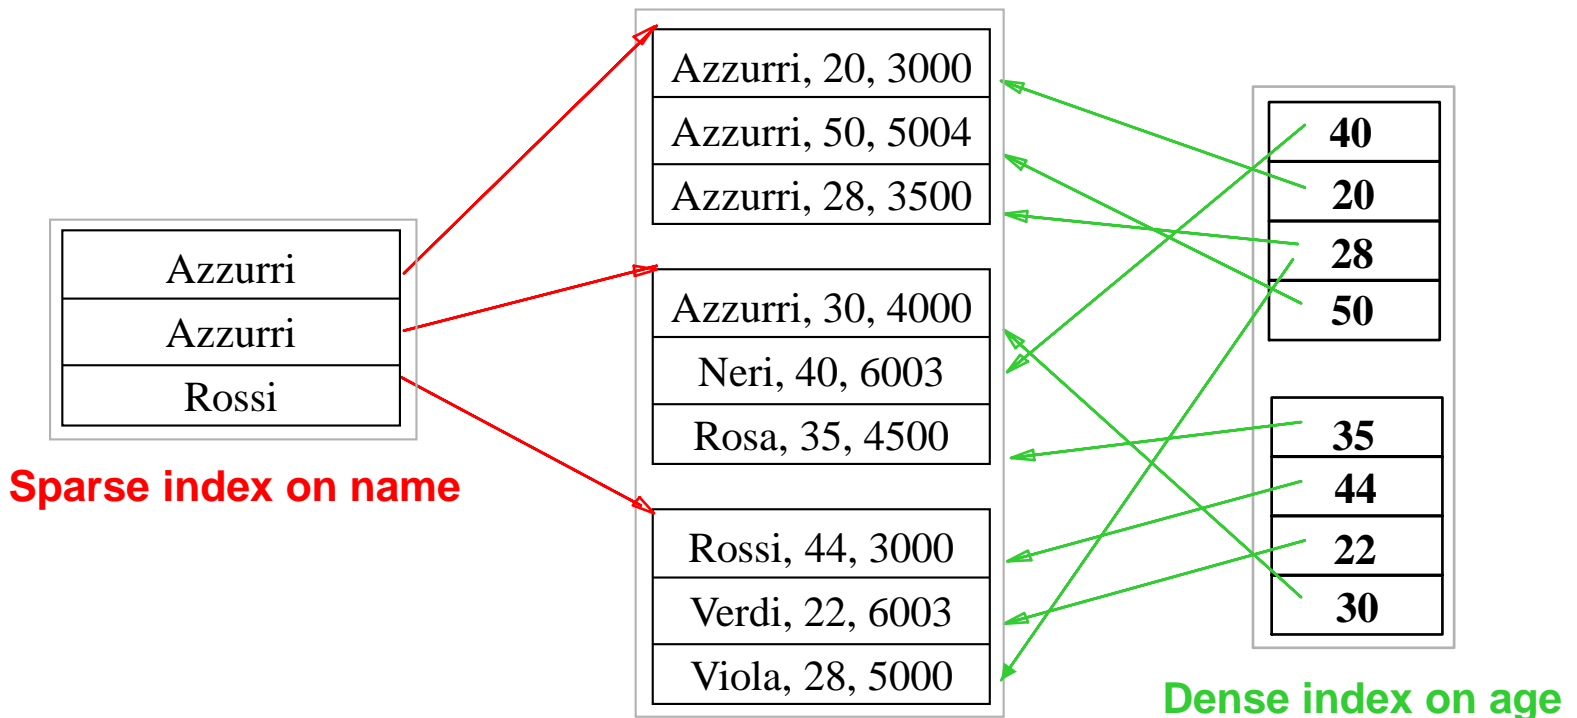 Azzurri
Azzurri
Rossi
Sparse index on name
Azzurri, 20, 3000
Azzurri, 50, 5004
Azzurri, 28, 3500
Azzurri, 30, 4000
Neri, 40, 6003
Rosa, 35, 4500
Rossi, 44, 3000
Verdi, 22, 6003
Viola, 28, 5000
40
20
28
50
35
44
22
30
Dense index on age